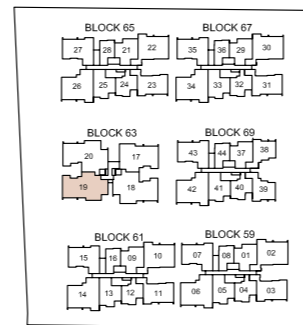 BLOCK 65 BLOCK 67
27 28 21 22 35 36 29 30
26 25 24 23 34 33 32 31
BLOCK 63 BLOCK 69
20 17 43 44 37 38
19 18 42 41 40 39
BLOCK 61 BLOCK 59
15 16 09 10 07 08 01 02
14 13 12 11 06 05 04 03